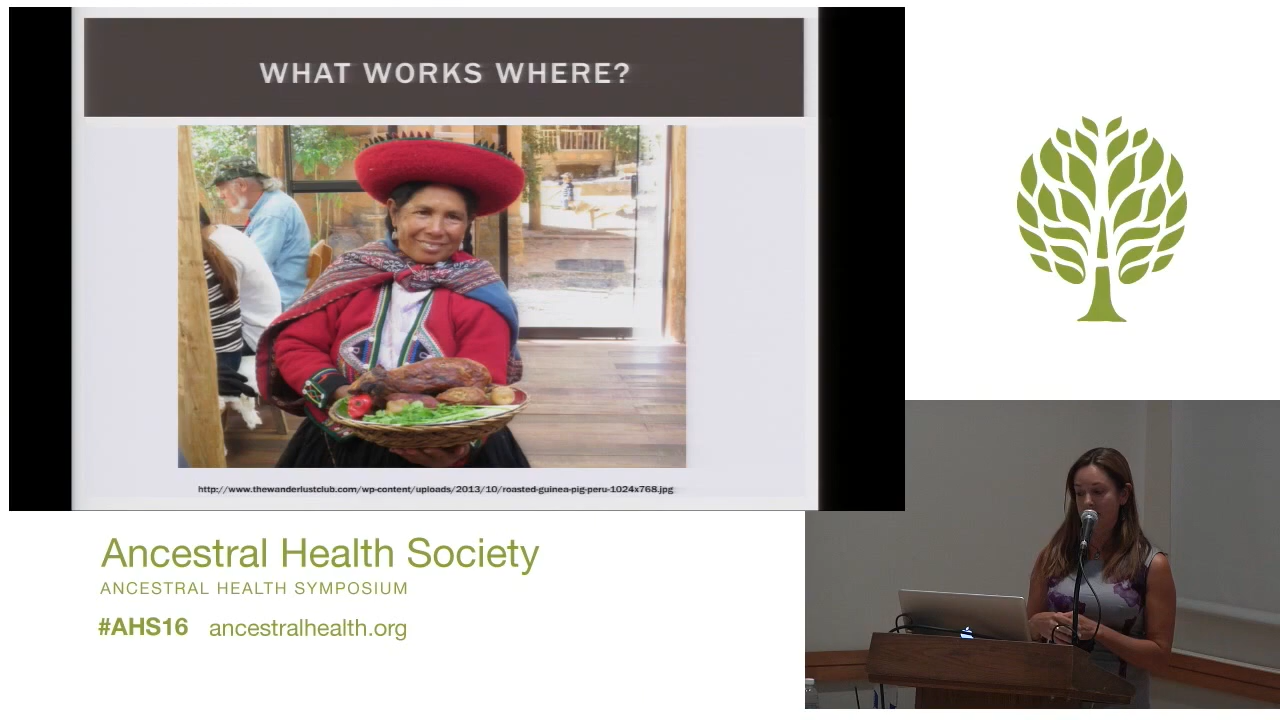 WHAT WORKS WHERE?
http://www.thewanderlustclub.com/wp-content/uploads/2013/10/roasted-guinea-pig-peru-1024x768.jpg
Ancestral Health Society
ANCESTRAL HEALTH SYMPOSIUM
#AHS16 ancestralhealth.org